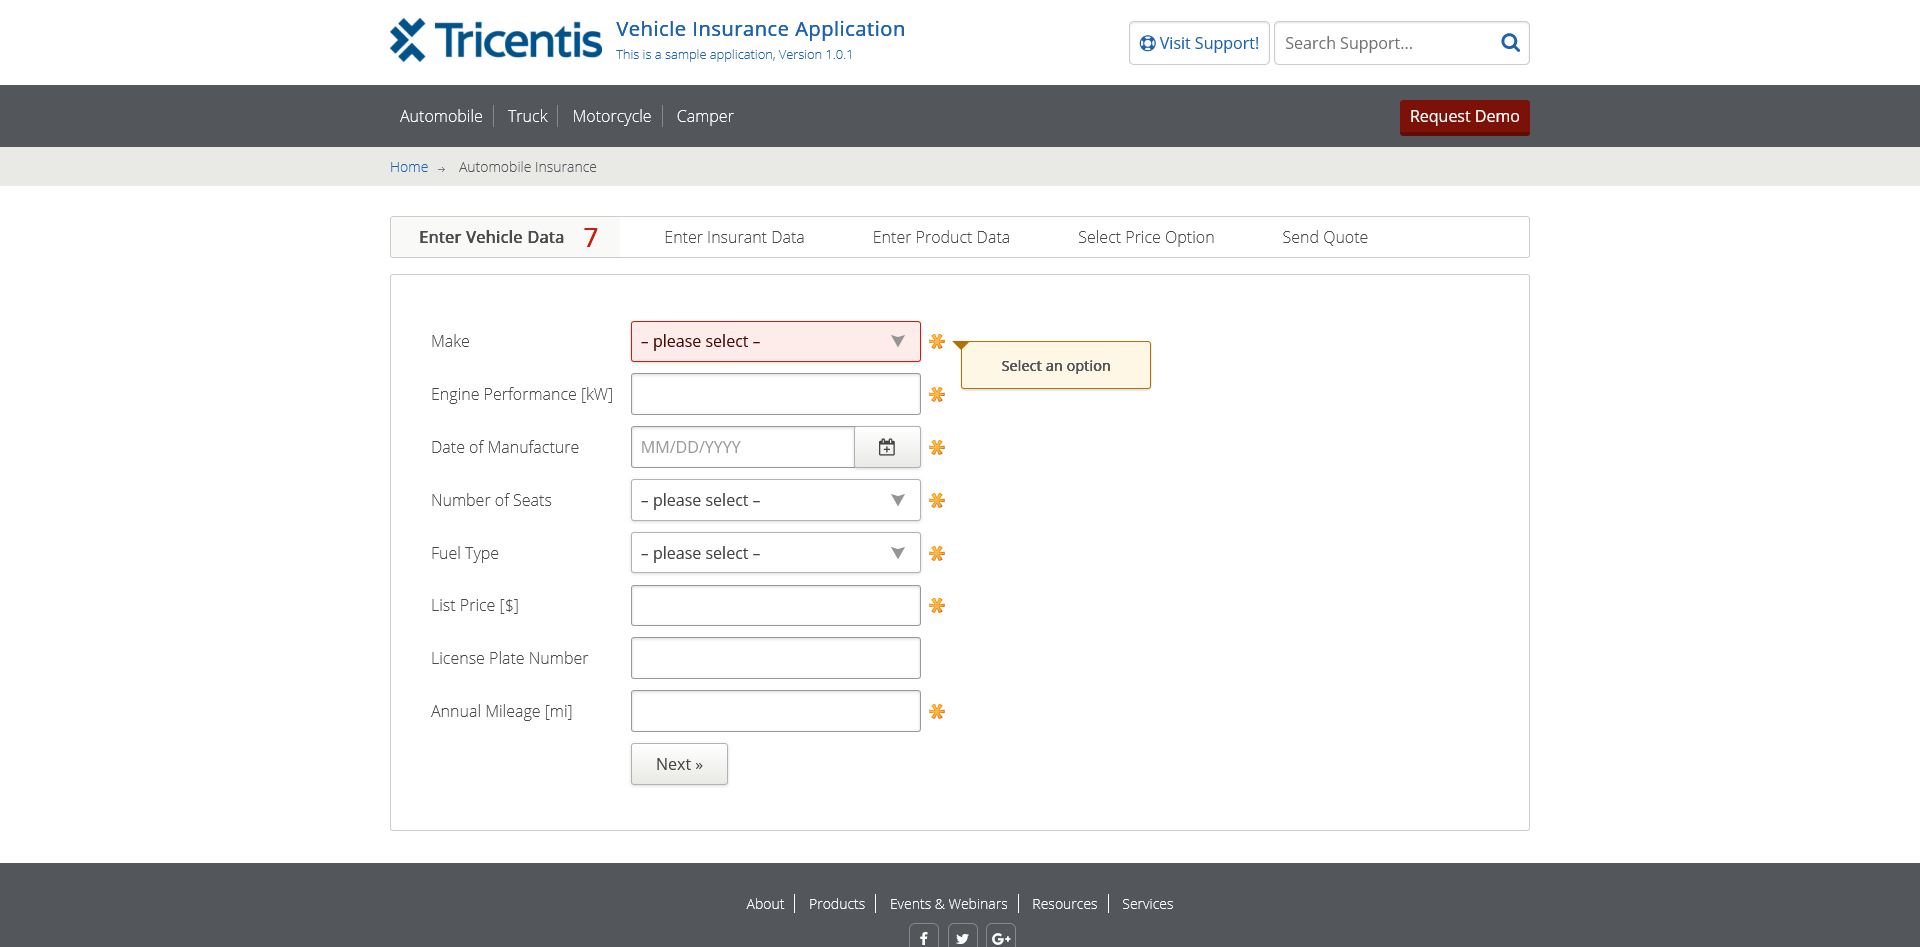 Tricentis
Vehicle Insurance Application
This is a sample application, Version 1.0.1
Visit Support!
Search Support...
Automobile
Truck
Motorcycle
Camper
Request Demo
Home → Automobile Insurance
Enter Vehicle Data 7
Enter Insurant Data
Enter Product Data
Select Price Option
Send Quote
Make
– please select –
Select an option
Engine Performance [kW]
Date of Manufacture
MM/DD/YYYY
Number of Seats
– please select –
Fuel Type
– please select –
List Price [$]
License Plate Number
Annual Mileage [mi]
Next »
About
Products
Events & Webinars
Resources
Services